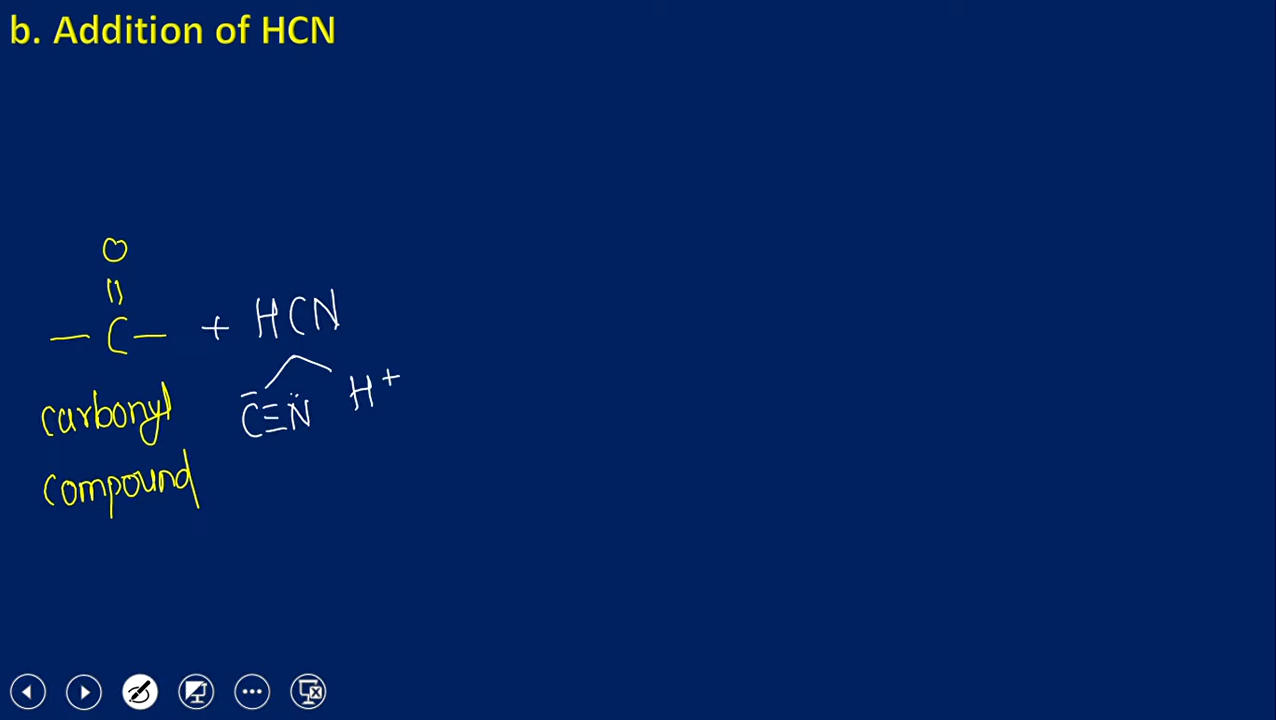 b. Addition of HCN
O
||
— C — + HCN
C̄≡N̈ H⁺
carbonyl
compound